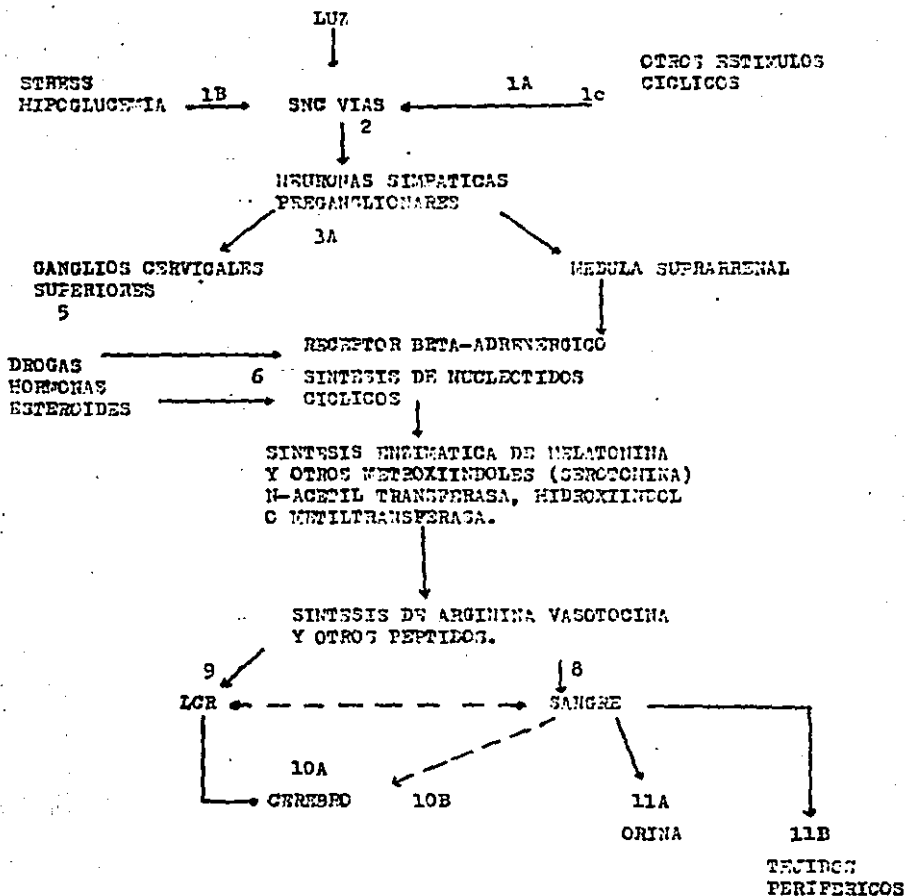 LUZ
OTROS ESTIMULOS
CICLICOS
STRESS
HIPOGLUCEMIA
1B
SNC VIAS
1A
1c
2
NEURONAS SIMPATICAS
PREGANGLIONARES
3A
GANGLIOS CERVICALES
SUPERIORES
5
MEDULA SUPRARRENAL
DROGAS
HORMONAS
ESTEROIDES
6
RECEPTOR BETA-ADRENERGICO
SINTESIS DE NUCLECTIDOS
CICLICOS
SINTESIS ENZIMATICA DE MELATONINA
Y OTROS METROXIINDOLES (SEROTONINA)
N-ACETIL TRANSFERASA, HIDROXIINDOL
O METILTRANSFERASA.
SINTESIS DE ARGININA VASOTOCINA
Y OTROS PEPTIDOS.
9
8
LCR
SANGRE
10A
CEREBRO
10B
11A
ORINA
11B
TEJIDOS
PERIFERICOS